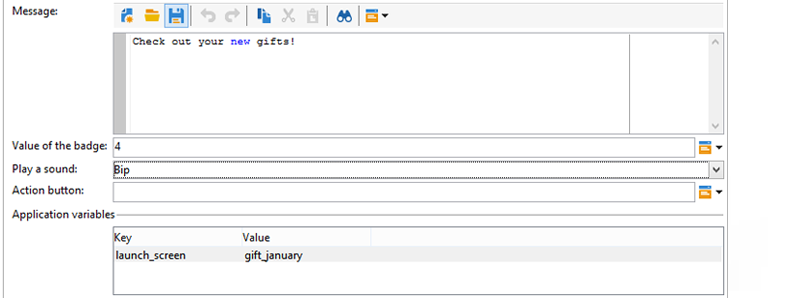 Message:
Check out your new gifts!
Value of the badge: 4
Play a sound: Bip
Action button:
Application variables
Key Value
launch_screen gift_january